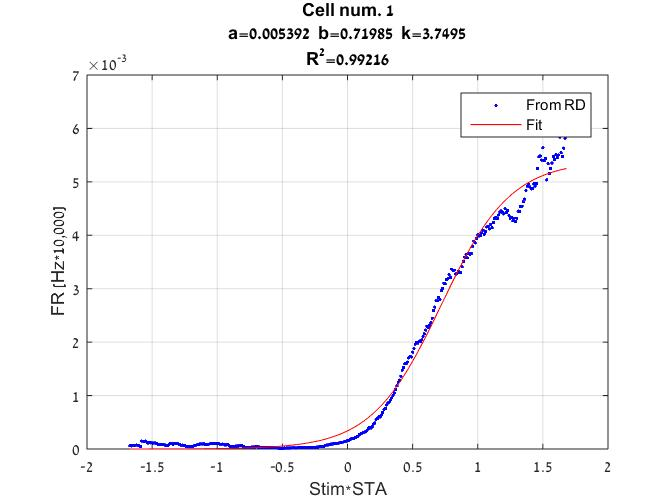 Cell num. 1
a=0.005392 b=0.71985 k=3.7495
R²=0.99216
×10⁻³
7
6
5
4
3
2
1
0
FR [Hz*10,000]
From RD
Fit
-2 -1.5 -1 -0.5 0 0.5 1 1.5 2
Stim*STA